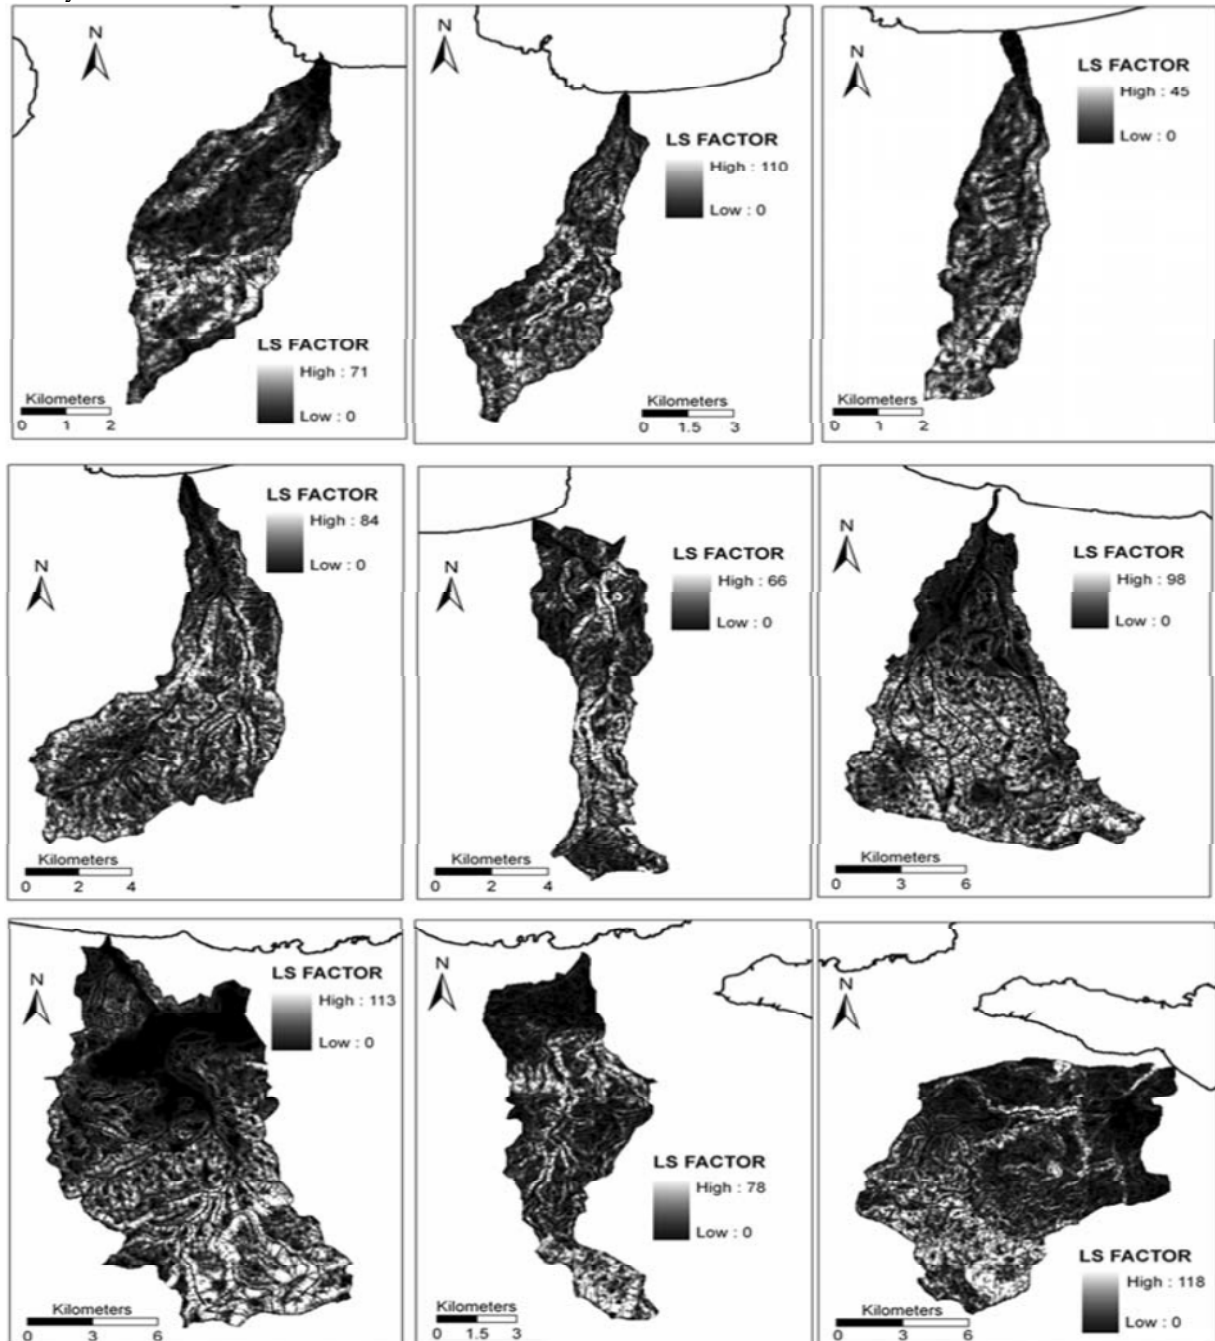 N
LS FACTOR
High : 71
Low : 0
Kilometers
0 1 2
N
LS FACTOR
High : 110
Low : 0
Kilometers
0 1.5 3
N
LS FACTOR
High : 45
Low : 0
Kilometers
0 1 2
N
LS FACTOR
High : 84
Low : 0
Kilometers
0 2 4
N
LS FACTOR
High : 66
Low : 0
Kilometers
0 2 4
N
LS FACTOR
High : 98
Low : 0
Kilometers
0 3 6
N
LS FACTOR
High : 113
Low : 0
Kilometers
0 3 6
N
LS FACTOR
High : 78
Low : 0
Kilometers
0 1.5 3
N
LS FACTOR
High : 118
Low : 0
Kilometers
0 3 6